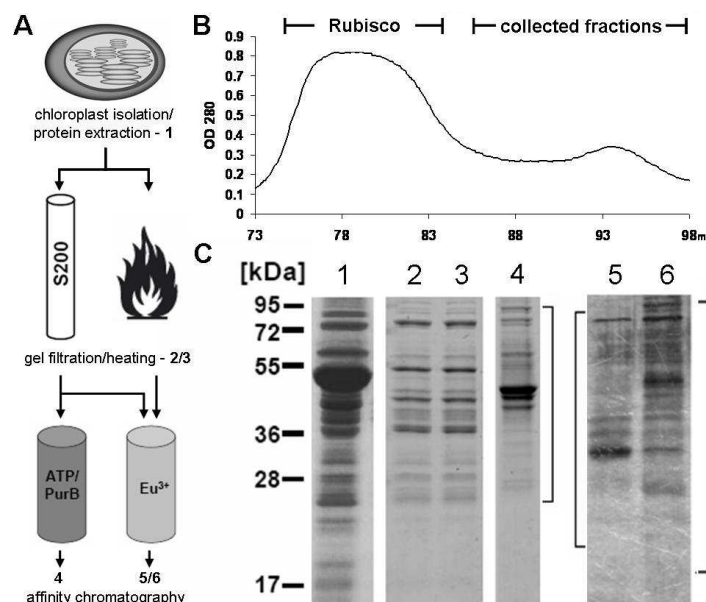 A
chloroplast isolation/
protein extraction - 1
S200
gel filtration/heating - 2/3
ATP/
PurB
Eu³⁺
4
5/6
affinity chromatography
B
Rubisco
collected fractions
OD 280
0.9
0.8
0.7
0.6
0.5
0.4
0.3
0.2
0.1
0
73 78 83 88 93 98m
C
[kDa] 1 2 3 4 5 6
95
72
55
36
28
17